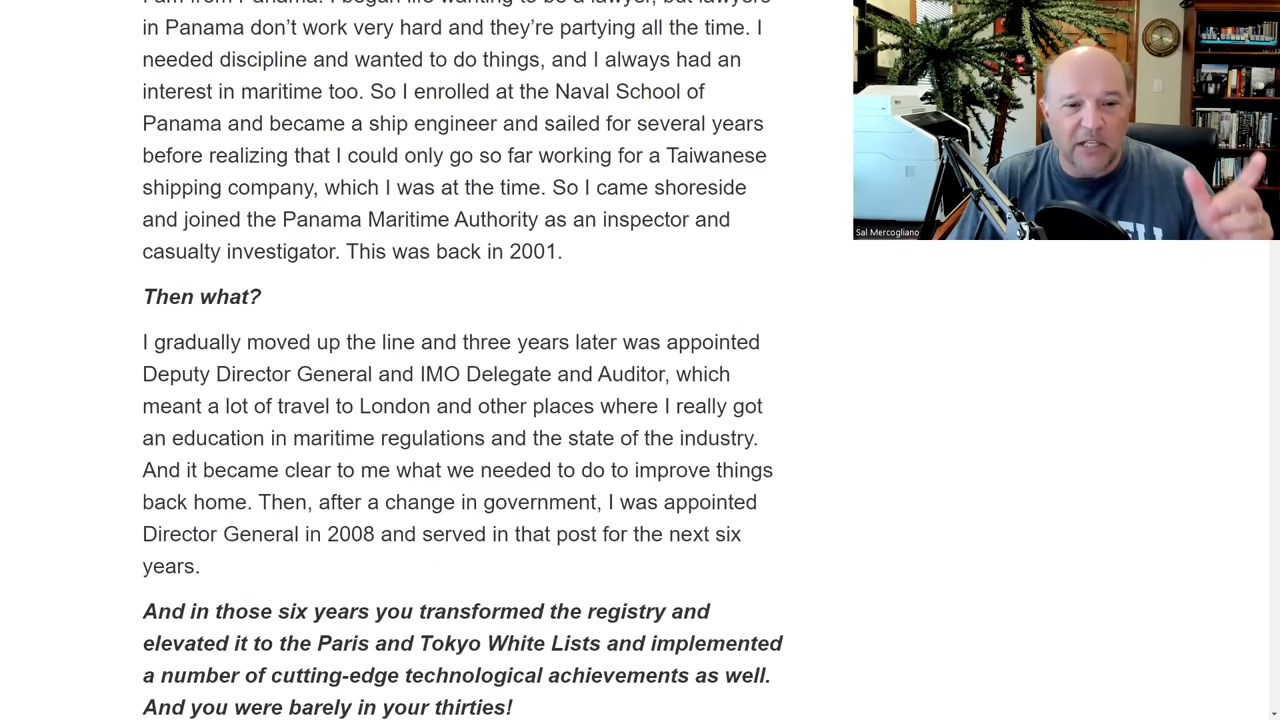 I am from Panama. I began life wanting to be a lawyer, but lawyers
in Panama don’t work very hard and they’re partying all the time. I
needed discipline and wanted to do things, and I always had an
interest in maritime too. So I enrolled at the Naval School of
Panama and became a ship engineer and sailed for several years
before realizing that I could only go so far working for a Taiwanese
shipping company, which I was at the time. So I came shoreside
and joined the Panama Maritime Authority as an inspector and
casualty investigator. This was back in 2001.
Then what?
I gradually moved up the line and three years later was appointed
Deputy Director General and IMO Delegate and Auditor, which
meant a lot of travel to London and other places where I really got
an education in maritime regulations and the state of the industry.
And it became clear to me what we needed to do to improve things
back home. Then, after a change in government, I was appointed
Director General in 2008 and served in that post for the next six
years.
And in those six years you transformed the registry and
elevated it to the Paris and Tokyo White Lists and implemented
a number of cutting-edge technological achievements as well.
And you were barely in your thirties!
Sal Mercogliano